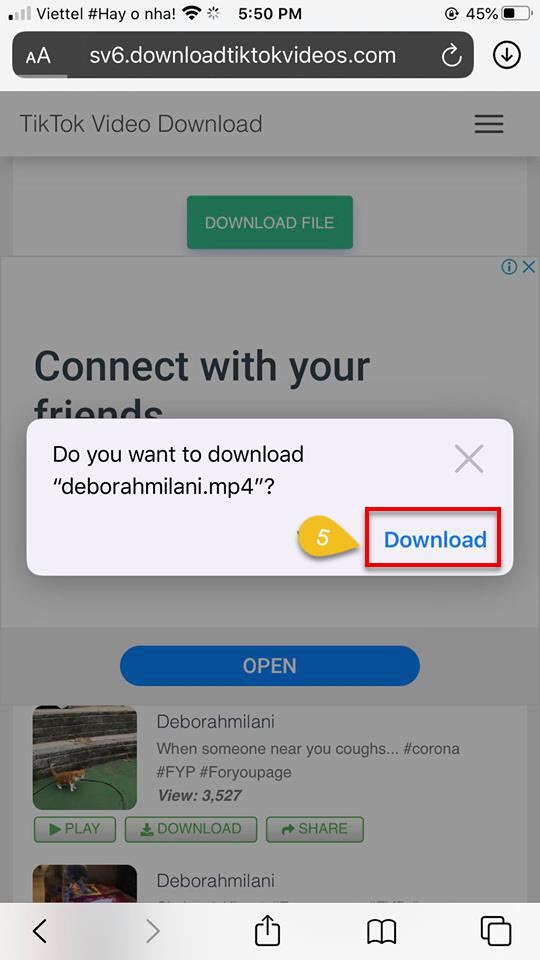 Viettel #Hay o nha! 5:50 PM 45%
AA sv6.downloadtiktokvideos.com
TikTok Video Download
DOWNLOAD FILE
Connect with your
friends
Do you want to download
“deborahmilani.mp4”?
5
Download
OPEN
Deborahmilani
When someone near you coughs... #corona
#FYP #Foryoupage
View: 3,527
PLAY DOWNLOAD SHARE
Deborahmilani